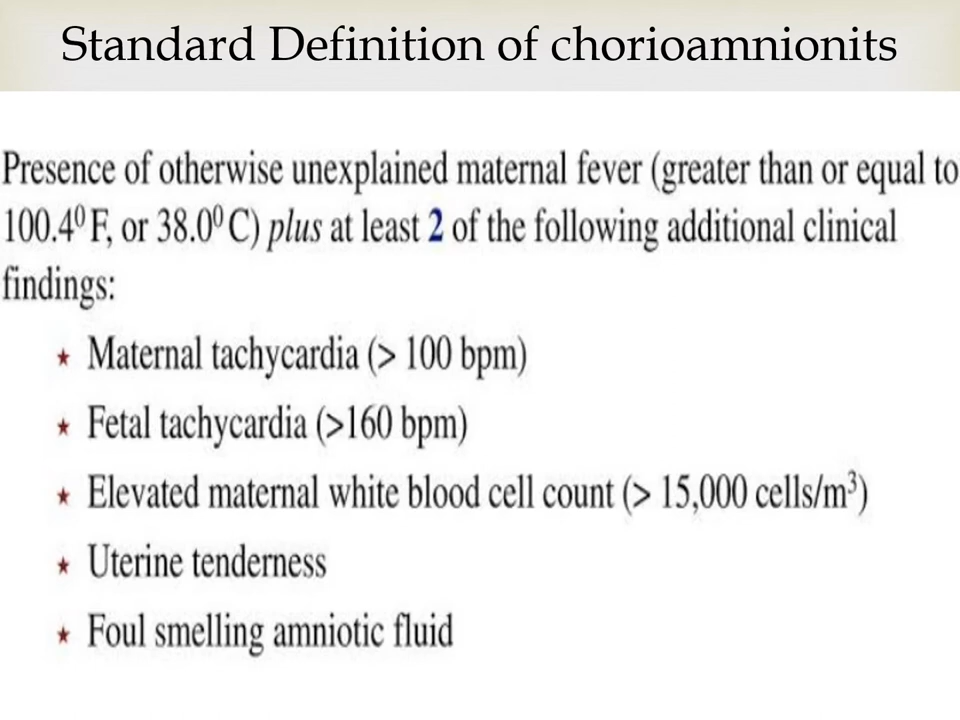 Standard Definition of chorioamnionits
Presence of otherwise unexplained maternal fever (greater than or equal to
100.4⁰ F, or 38.0⁰ C) plus at least 2 of the following additional clinical
findings:
★ Maternal tachycardia (> 100 bpm)
★ Fetal tachycardia (>160 bpm)
★ Elevated maternal white blood cell count (> 15,000 cells/m³)
★ Uterine tenderness
★ Foul smelling amniotic fluid